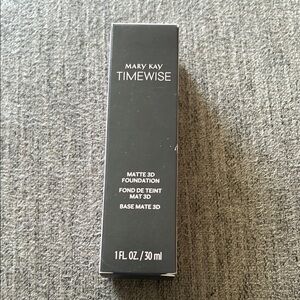 MARY KAY
TIMEWISE
MATTE 3D
FOUNDATION
FOND DE TEINT
MAT 3D
BASE MATE 3D
1 FL. OZ. / 30 ml